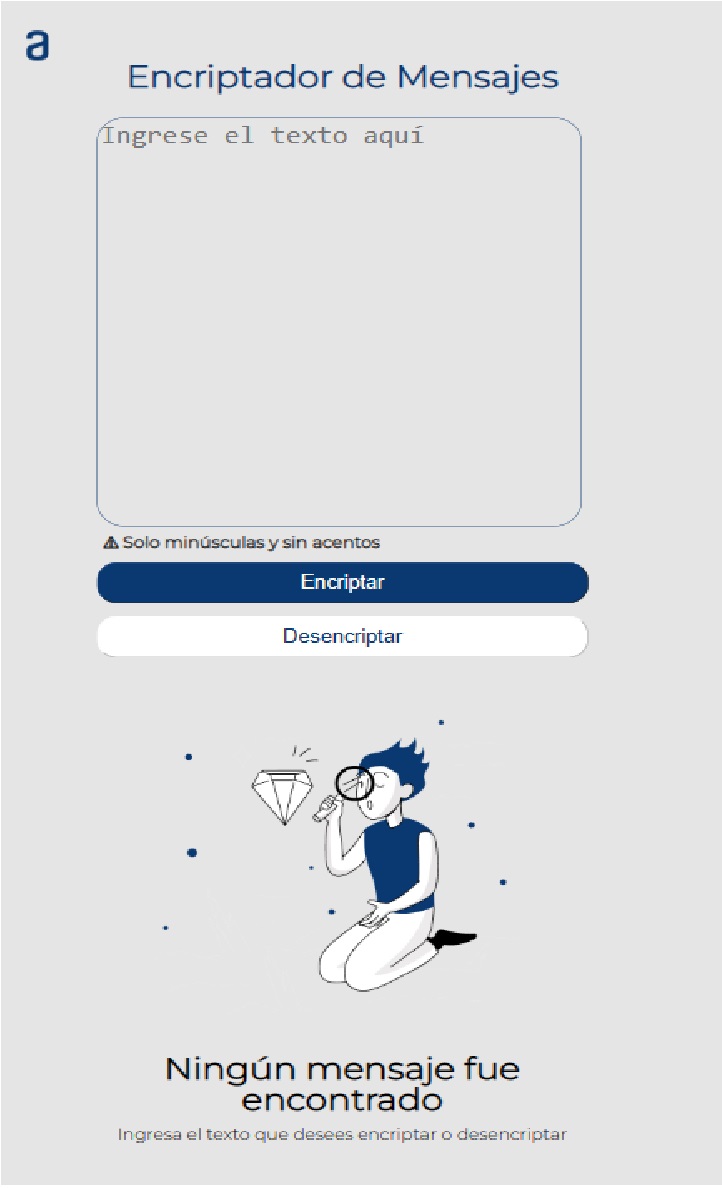 a
Encriptador de Mensajes
Ingrese el texto aquí
⚠ Solo minúsculas y sin acentos
Encriptar
Desencriptar
Ningún mensaje fue
encontrado
Ingresa el texto que desees encriptar o desencriptar